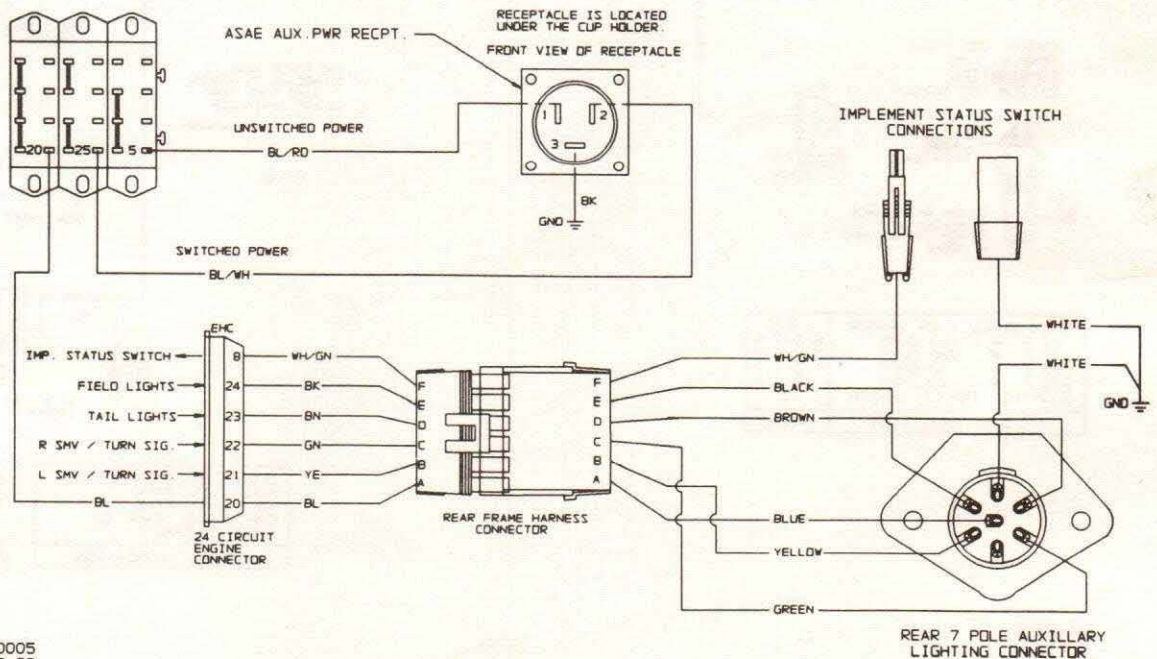 RECEPTACLE IS LOCATED
UNDER THE CUP HOLDER.
ASAE AUX.PWR RECPT.
FRONT VIEW OF RECEPTACLE
1
2
3
20
25
5
UNSWITCHED POWER
BL/RD
BK
GND
IMPLEMENT STATUS SWITCH
CONNECTIONS
SWITCHED POWER
BL/WH
EHC
IMP. STATUS SWITCH
8
WH/GN
F
F
WH/GN
WHITE
FIELD LIGHTS
24
BK
E
E
BLACK
WHITE
TAIL LIGHTS
23
BN
D
D
BROWN
GND
R SMV / TURN SIG.
22
GN
C
C
L SMV / TURN SIG.
21
YE
B
B
BL
20
BL
A
A
BLUE
YELLOW
GREEN
24 CIRCUIT
ENGINE
CONNECTOR
REAR FRAME HARNESS
CONNECTOR
REAR 7 POLE AUXILLARY
LIGHTING CONNECTOR
0005